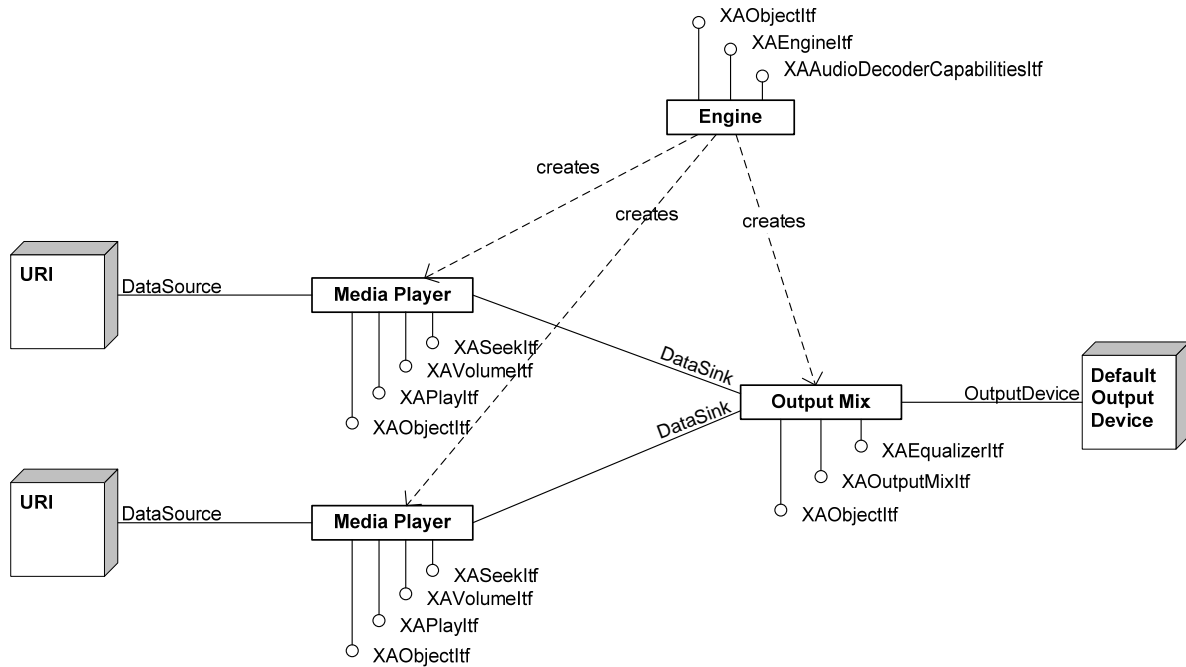 XAObjectItf
XAEngineItf
XAAudioDecoderCapabilitiesItf
Engine
creates
creates
creates
URI
DataSource
Media Player
XASeekItf
XAVolumeItf
XAPlayItf
XAObjectItf
DataSink
DataSink
Output Mix
OutputDevice
Default
Output
Device
XAEqualizerItf
XAOutputMixItf
XAObjectItf
URI
DataSource
Media Player
XASeekItf
XAVolumeItf
XAPlayItf
XAObjectItf